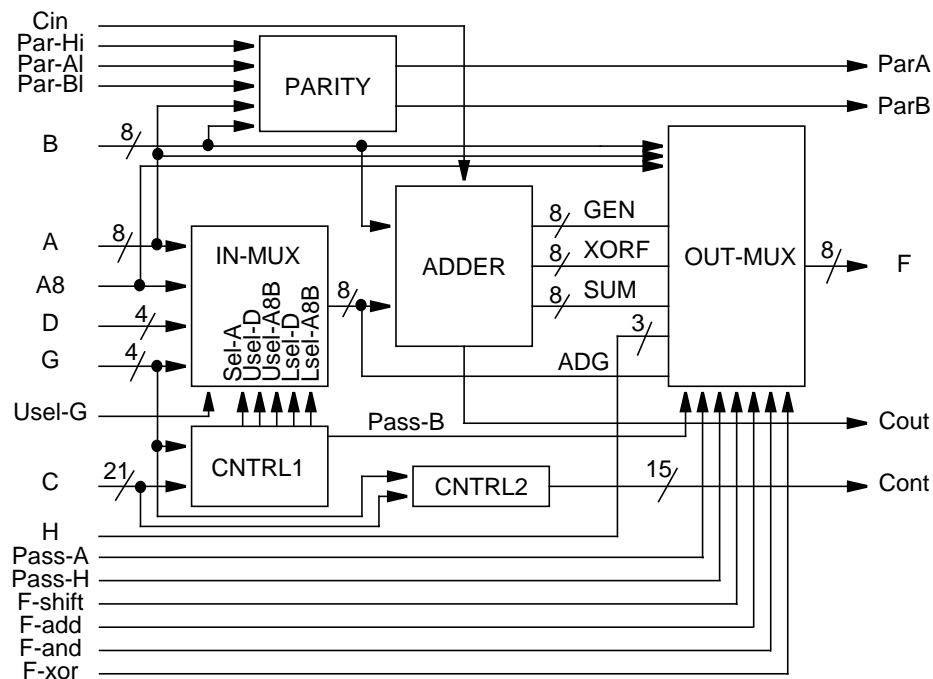 Cin
Par-Hi
Par-Al
Par-Bl
PARITY
ParA
ParB
B
8
A
8
A8
D
4
G
4
Usel-G
IN-MUX
Sel-A
Usel-D
Usel-A8B
Lsel-D
Lsel-A8B
8
ADDER
8 GEN
8 XORF
8 SUM
3
ADG
OUT-MUX
8
F
Pass-B
Cout
CNTRL1
C
21
CNTRL2
15
Cont
H
Pass-A
Pass-H
F-shift
F-add
F-and
F-xor